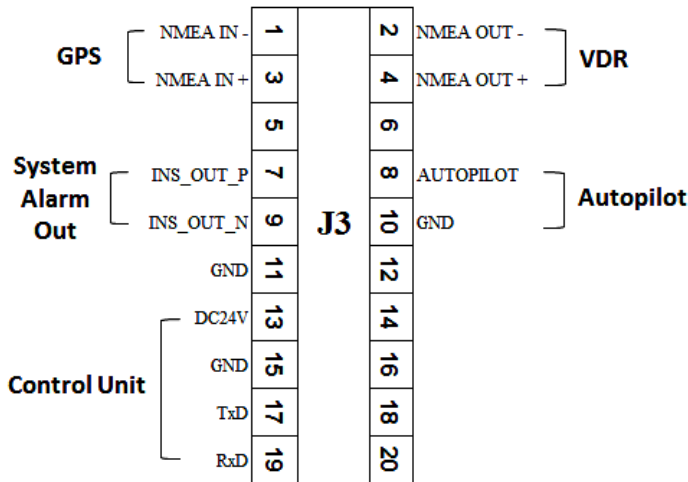 NMEA IN - 1 2 NMEA OUT -
GPS VDR
NMEA IN + 3 4 NMEA OUT +
5 6
System
Alarm
Out
INS_OUT_P 7 8 AUTOPILOT
J3 Autopilot
INS_OUT_N 9 10 GND
GND 11 12
DC24V 13 14
Control Unit
GND 15 16
TxD 17 18
RxD 19 20